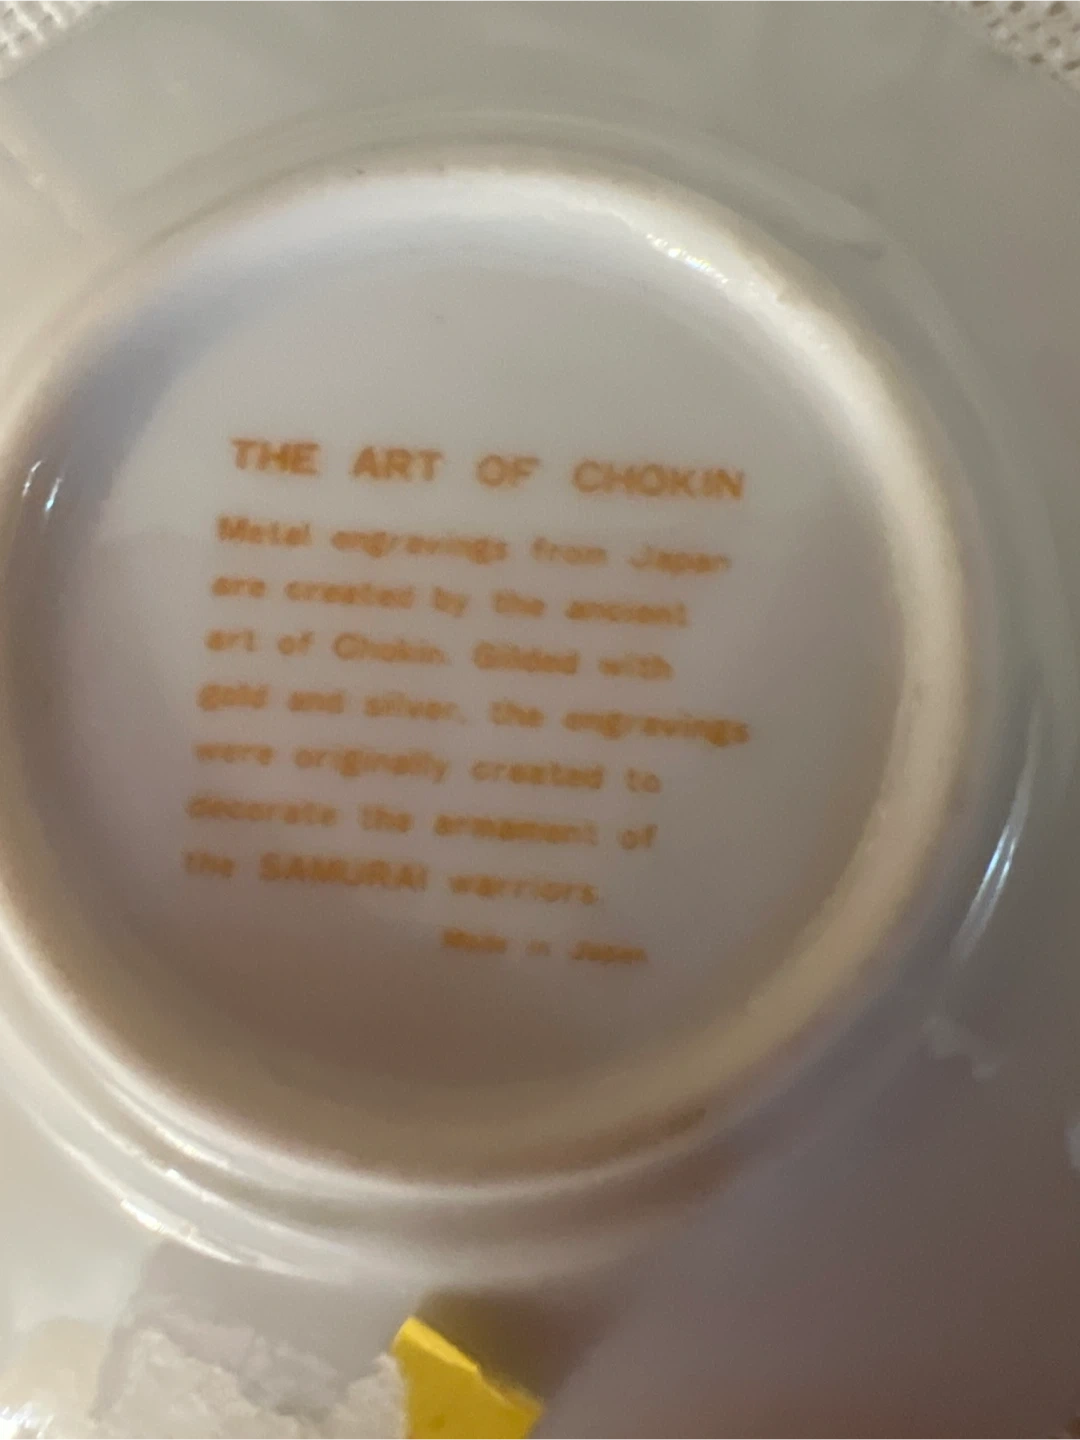 THE ART OF CHOKIN
Metal engravings from Japan
are created by the ancient
art of Chokin. Gilded with
gold and silver, the engravings
were originally created to
decorate the armament of
the SAMURAI warriors.
Made in Japan